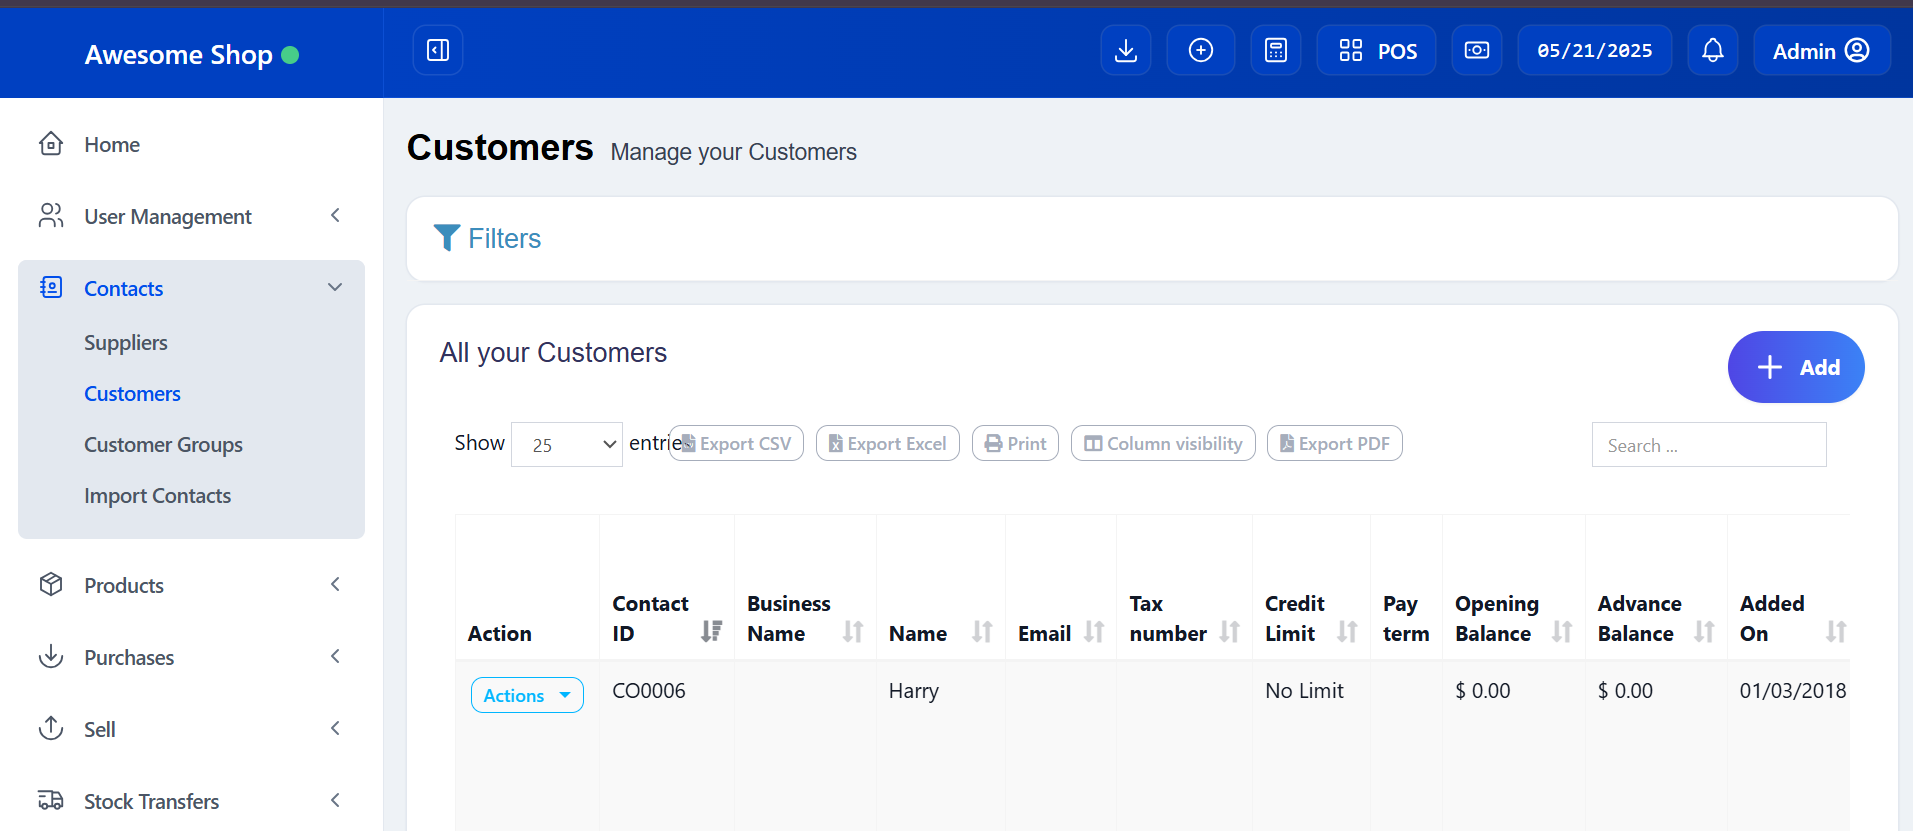 Awesome Shop
POS
05/21/2025
Admin
Home
User Management
Contacts
Suppliers
Customers
Customer Groups
Import Contacts
Products
Purchases
Sell
Stock Transfers
Customers Manage your Customers
Filters
All your Customers
Add
Show 25 entries
Export CSV
Export Excel
Print
Column visibility
Export PDF
Search ...
Action
Contact ID
Business Name
Name
Email
Tax number
Credit Limit
Pay term
Opening Balance
Advance Balance
Added On
Actions CO0006 Harry No Limit $ 0.00 $ 0.00 01/03/2018